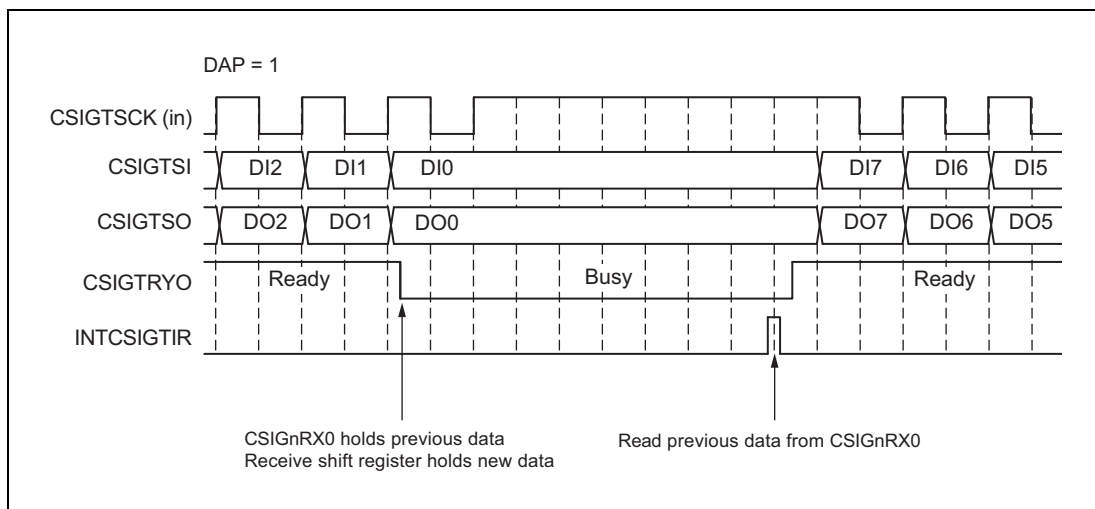 DAP = 1
CSIGTSCK (in)
CSIGTSI DI2 DI1 DI0 DI7 DI6 DI5
CSIGTSO DO2 DO1 DO0 DO7 DO6 DO5
CSIGTRYO Ready Busy Ready
INTCSIGTIR
CSIGnRX0 holds previous data
Receive shift register holds new data
Read previous data from CSIGnRX0